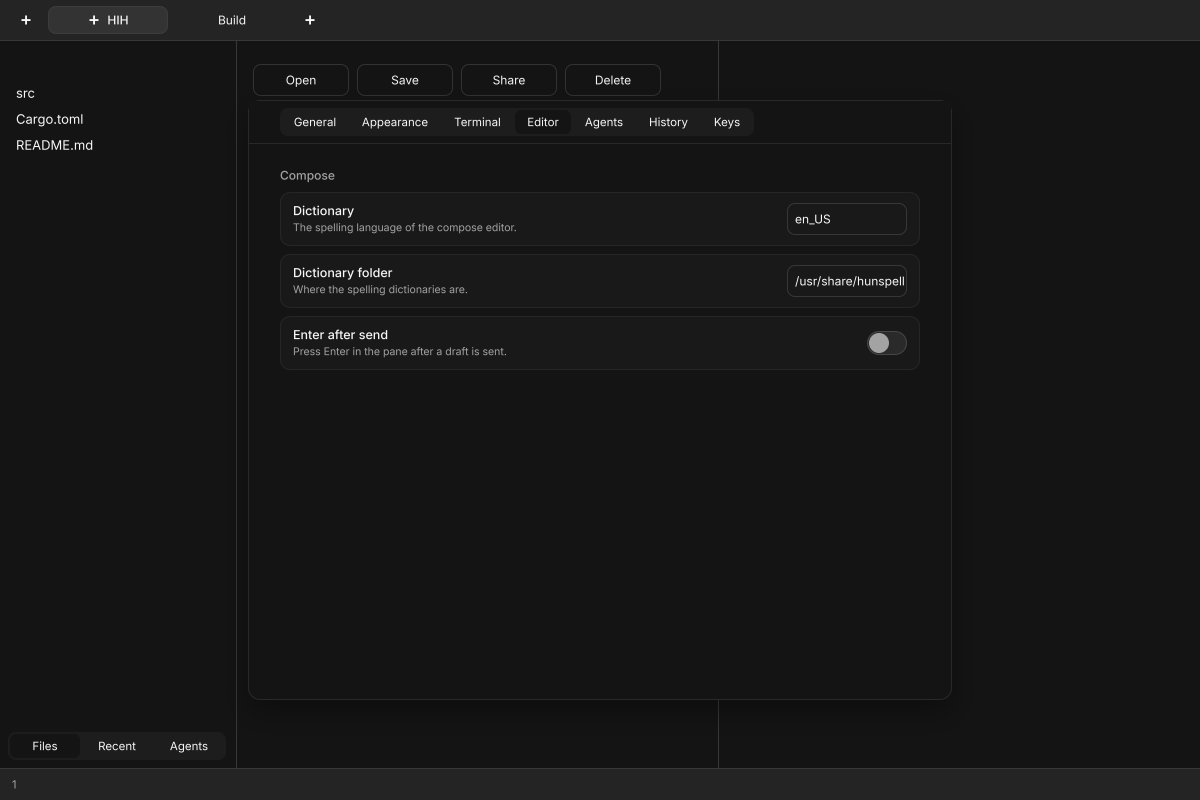 + + HIH Build +
src
Cargo.toml
README.md
Open Save Share Delete
General Appearance Terminal Editor Agents History Keys
Compose
Dictionary
The spelling language of the compose editor.
en_US
Dictionary folder
Where the spelling dictionaries are.
/usr/share/hunspell
Enter after send
Press Enter in the pane after a draft is sent.
Files Recent Agents
1